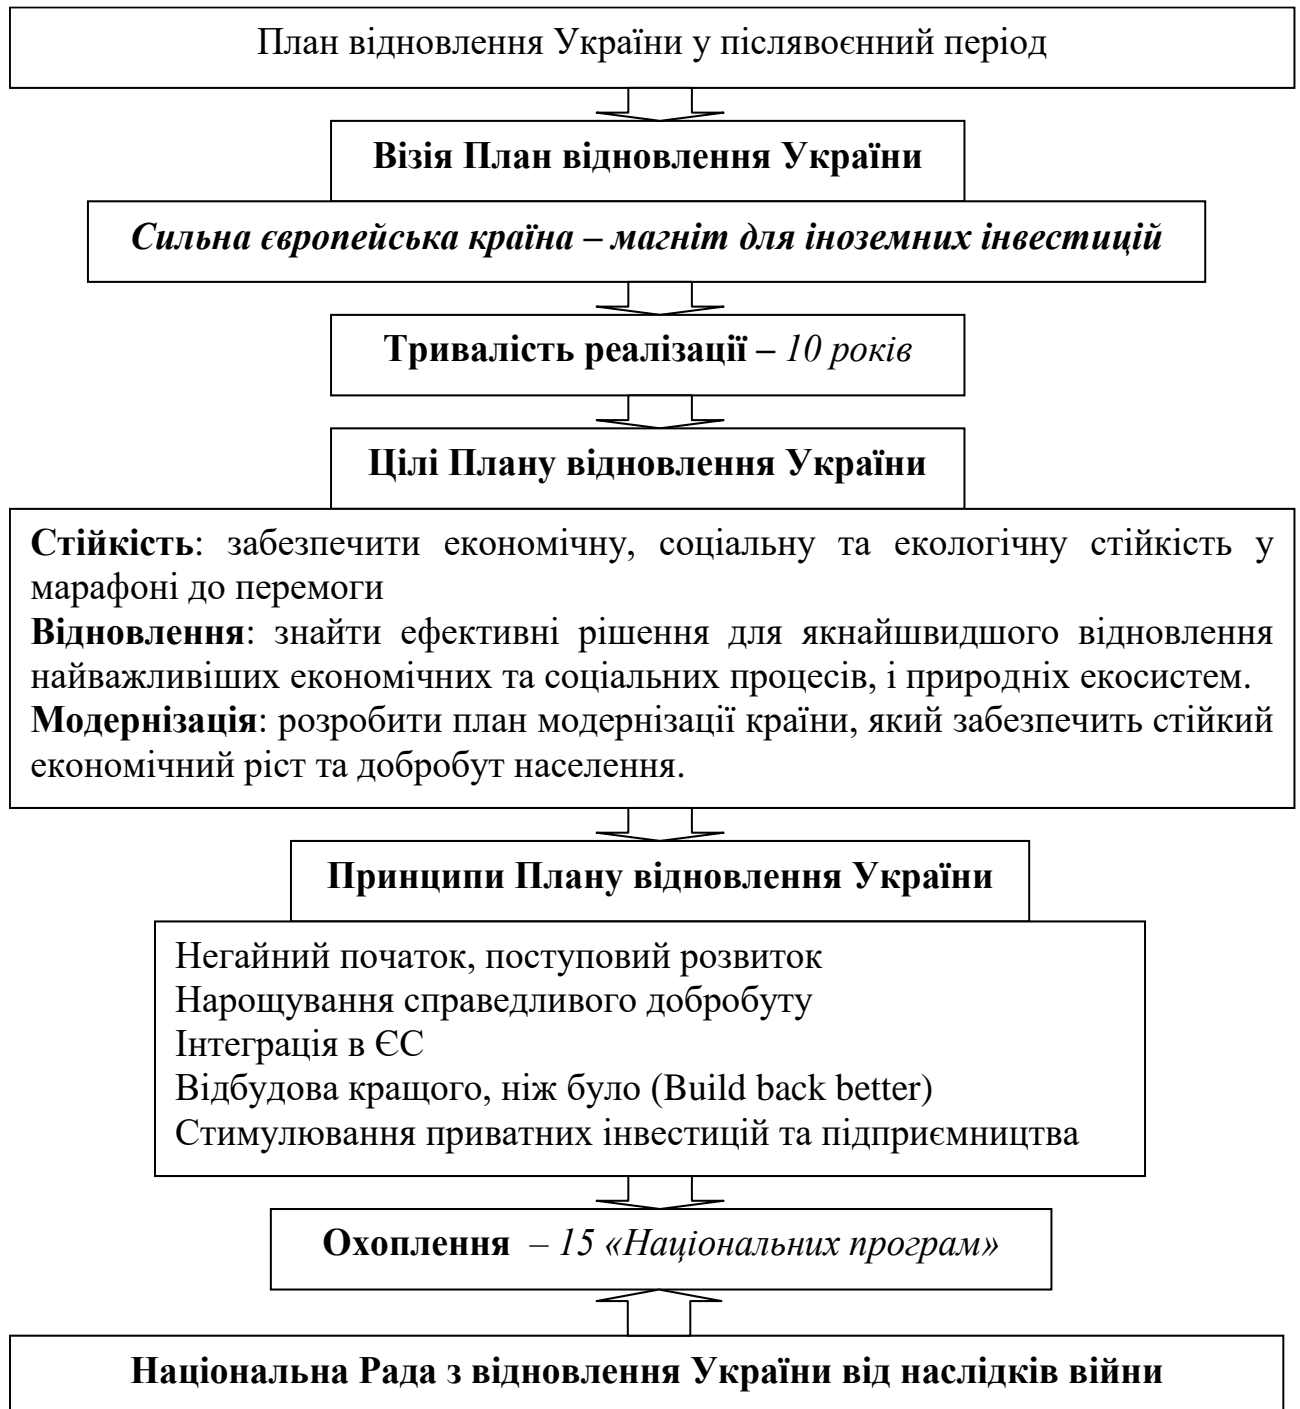 План відновлення України у післявоєнний період
Візія План відновлення України
Сильна європейська країна – магніт для іноземних інвестицій
Тривалість реалізації – 10 років
Цілі Плану відновлення України
Стійкість: забезпечити економічну, соціальну та екологічну стійкість у
марафоні до перемоги
Відновлення: знайти ефективні рішення для якнайшвидшого відновлення
найважливіших економічних та соціальних процесів, і природніх екосистем.
Модернізація: розробити план модернізації країни, який забезпечить стійкий
економічний ріст та добробут населення.
Принципи Плану відновлення України
Негайний початок, поступовий розвиток
Нарощування справедливого добробуту
Інтеграція в ЄС
Відбудова кращого, ніж було (Build back better)
Стимулювання приватних інвестицій та підприємництва
Охоплення – 15 «Національних програм»
Національна Рада з відновлення України від наслідків війни